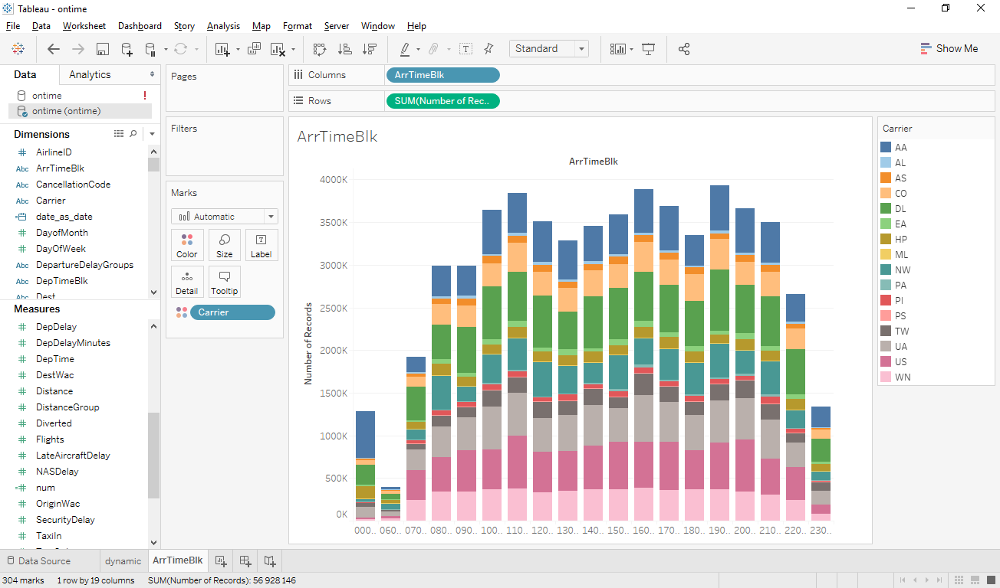 Tableau - ontime
File Data Worksheet Dashboard Story Analysis Map Format Server Window Help
Standard
Show Me
Data Analytics
ontime !
ontime (ontime)
Dimensions
# AirlineID
Abc ArrTimeBlk
Abc CancellationCode
Abc Carrier
date_as_date
# DayofMonth
# DayOfWeek
Abc DepartureDelayGroups
Abc DepTimeBlk
Abc Dest
Measures
# DepDelay
# DepDelayMinutes
# DepTime
# DestWac
# Distance
# DistanceGroup
# Diverted
# Flights
# LateAircraftDelay
# NASDelay
=# num
# OriginWac
# SecurityDelay
# TaxiIn
Pages
Filters
Marks
Automatic
Color Size Label
Detail Tooltip
Carrier
Columns ArrTimeBlk
Rows SUM(Number of Rec..
ArrTimeBlk
ArrTimeBlk
Number of Records
4000K
3500K
3000K
2500K
2000K
1500K
1000K
500K
0K
000.. 060.. 070.. 080.. 090.. 100.. 110.. 120.. 130.. 140.. 150.. 160.. 170.. 180.. 190.. 200.. 210.. 220.. 230..
Carrier
AA
AL
AS
CO
DL
EA
HP
ML
NW
PA
PI
PS
TW
UA
US
WN
Data Source dynamic ArrTimeBlk
304 marks 1 row by 19 columns SUM(Number of Records): 56 928 146